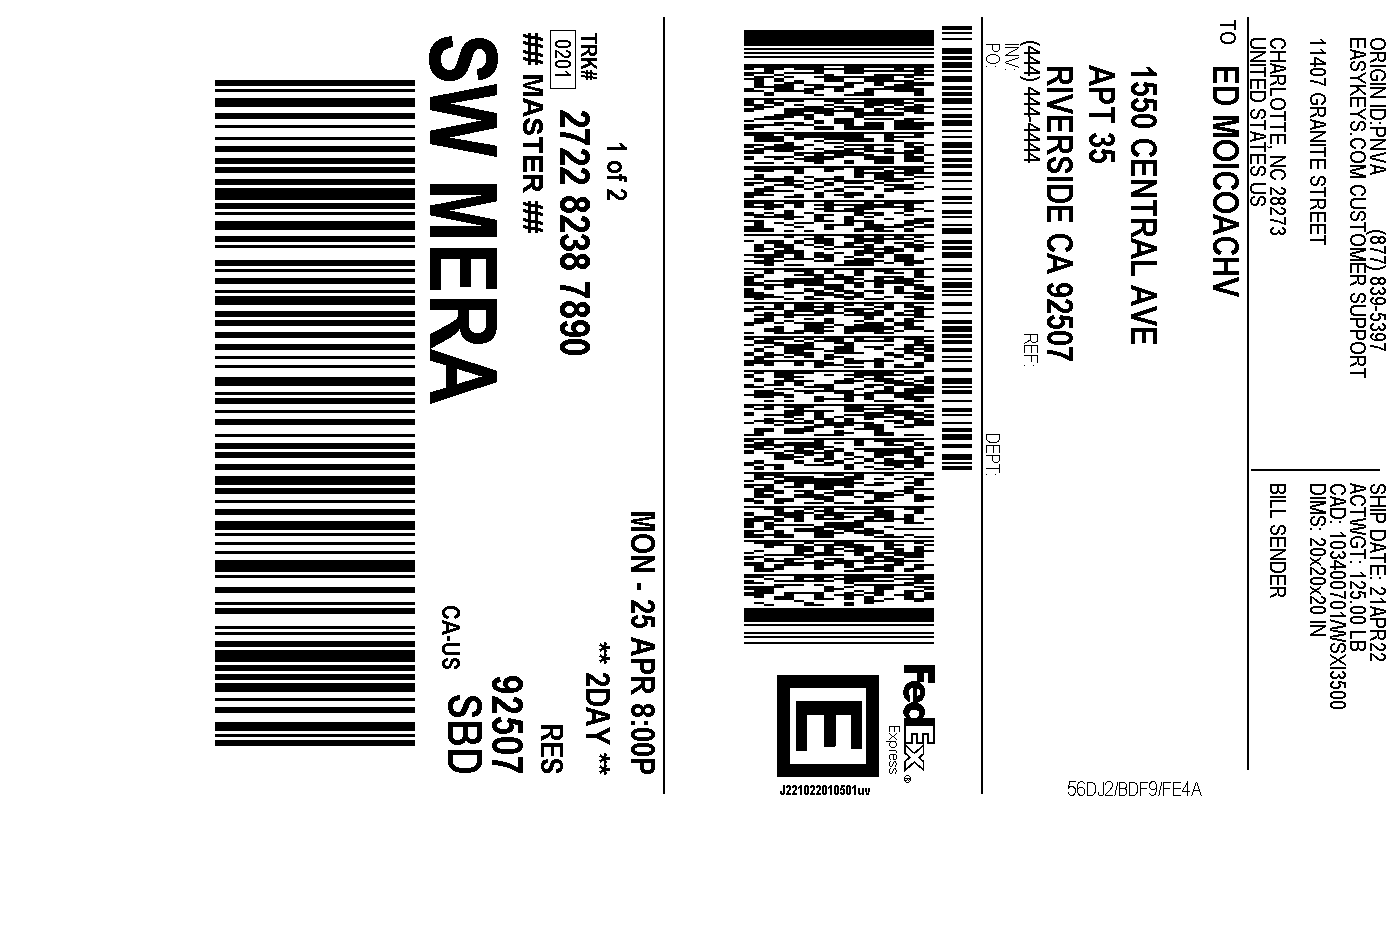 ORIGIN ID:PNVA (877) 839-5397
EASYKEYS.COM CUSTOMER SUPPORT
11407 GRANITE STREET
CHARLOTTE, NC 28273
UNITED STATES US
SHIP DATE: 21APR22
ACTWGT: 125.00 LB
CAD: 103400701/WSXI3500
DIMS: 20x20x20 IN
BILL SENDER
TO ED MOICOACHV
1550 CENTRAL AVE
APT 35
RIVERSIDE CA 92507
(444) 444-4444
REF:
INV:
PO:
DEPT:
56DJ2/BDF9/FE4A
FedEx®
Express
E
J221022010501uv
1 of 2
MON - 25 APR 8:00P
TRK#
0201
2722 8238 7890
** 2DAY **
## MASTER ##
RES
SW MERA
92507
CA-US
SBD